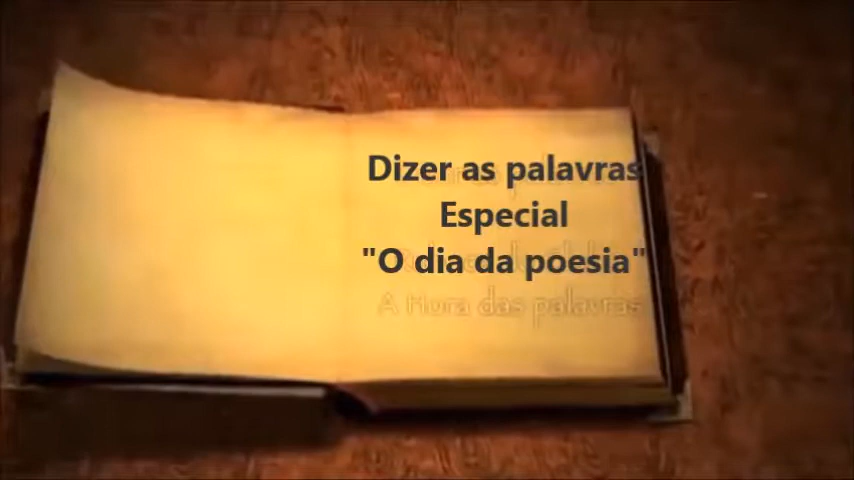 Dizer as palavras
Especial
"O dia da poesia"
A Hora das palavras